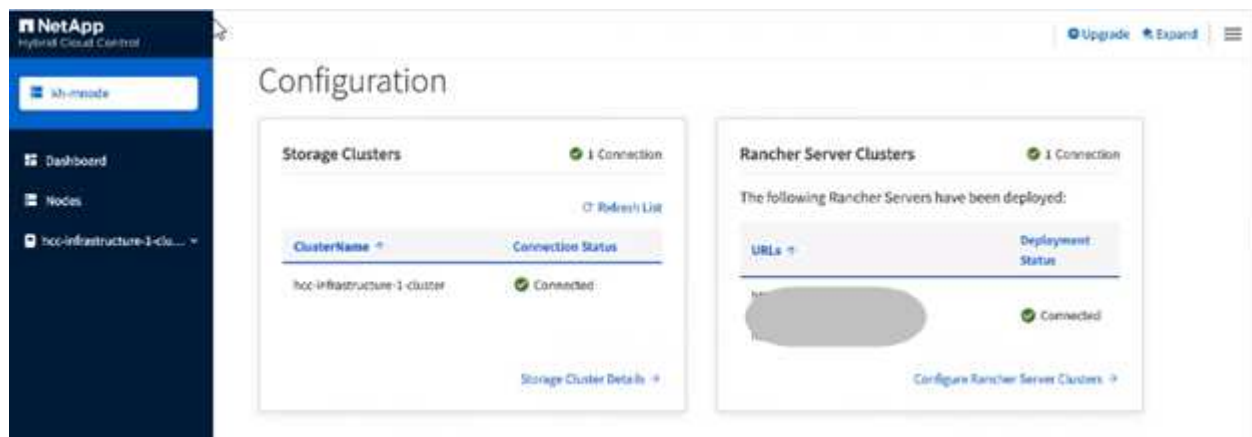 NetApp
Hybrid Cloud Control
Upgrade Expand
kh-mnode
Dashboard
Nodes
hcc-infrastructure-1-clu...
Configuration
Storage Clusters
1 Connection
Refresh List
ClusterName
Connection Status
hcc-infrastructure-1-cluster
Connected
Storage Cluster Details
Rancher Server Clusters
1 Connection
The following Rancher Servers have been deployed:
URLs
Deployment
Status
Connected
Configure Rancher Server Clusters